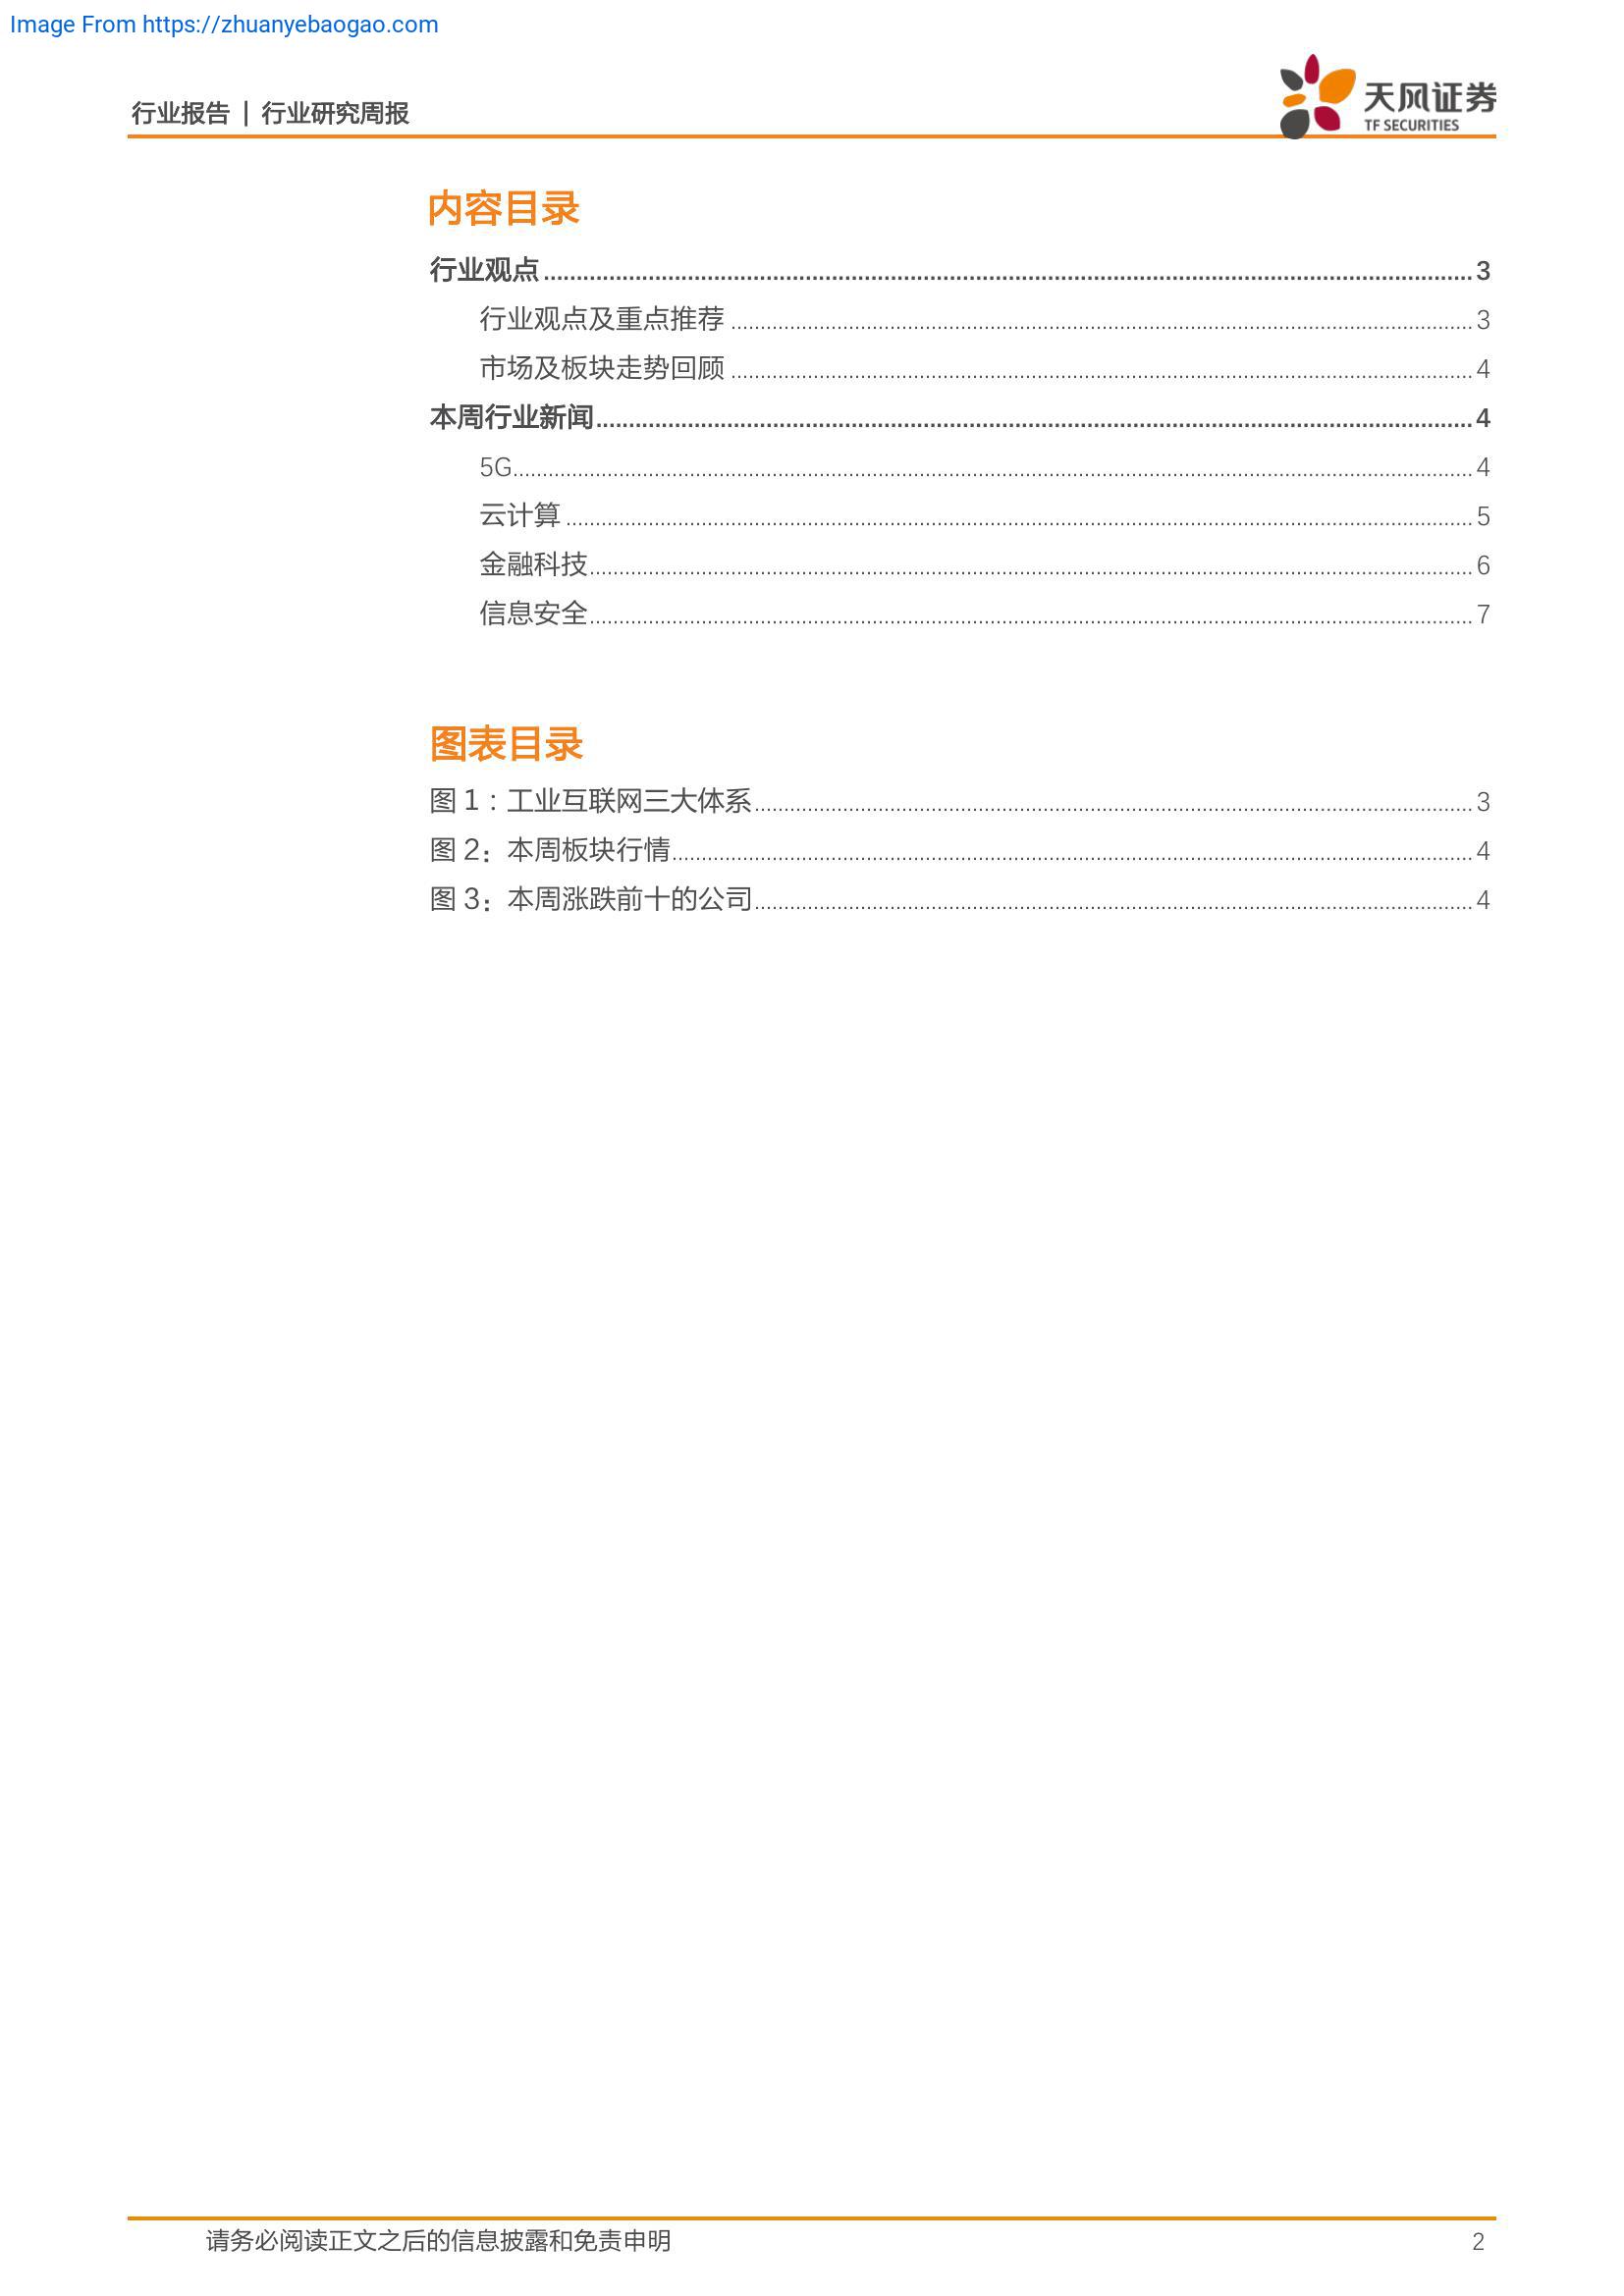 Image From https://zhuanyebaogao.com
行业报告 | 行业研究周报
天风证券
TF SECURITIES
内容目录
行业观点 3
行业观点及重点推荐 3
市场及板块走势回顾 4
本周行业新闻 4
5G 4
云计算 5
金融科技 6
信息安全 7
图表目录
图 1：工业互联网三大体系 3
图 2：本周板块行情 4
图 3：本周涨跌前十的公司 4
请务必阅读正文之后的信息披露和免责申明 2